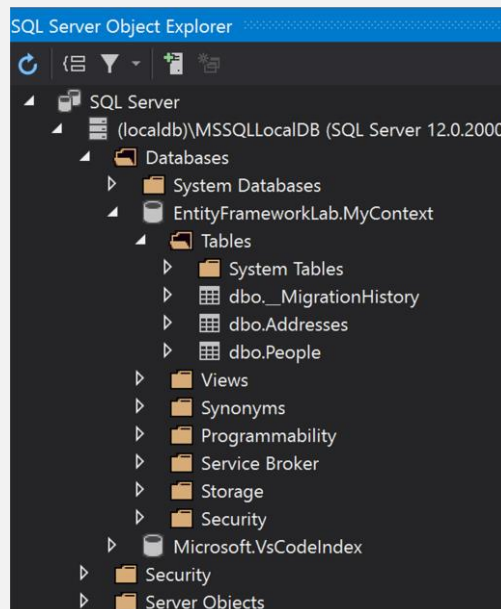 SQL Server Object Explorer
SQL Server
(localdb)\MSSQLLocalDB (SQL Server 12.0.2000
Databases
System Databases
EntityFrameworkLab.MyContext
Tables
System Tables
dbo.__MigrationHistory
dbo.Addresses
dbo.People
Views
Synonyms
Programmability
Service Broker
Storage
Security
Microsoft.VsCodeIndex
Security
Server Objects